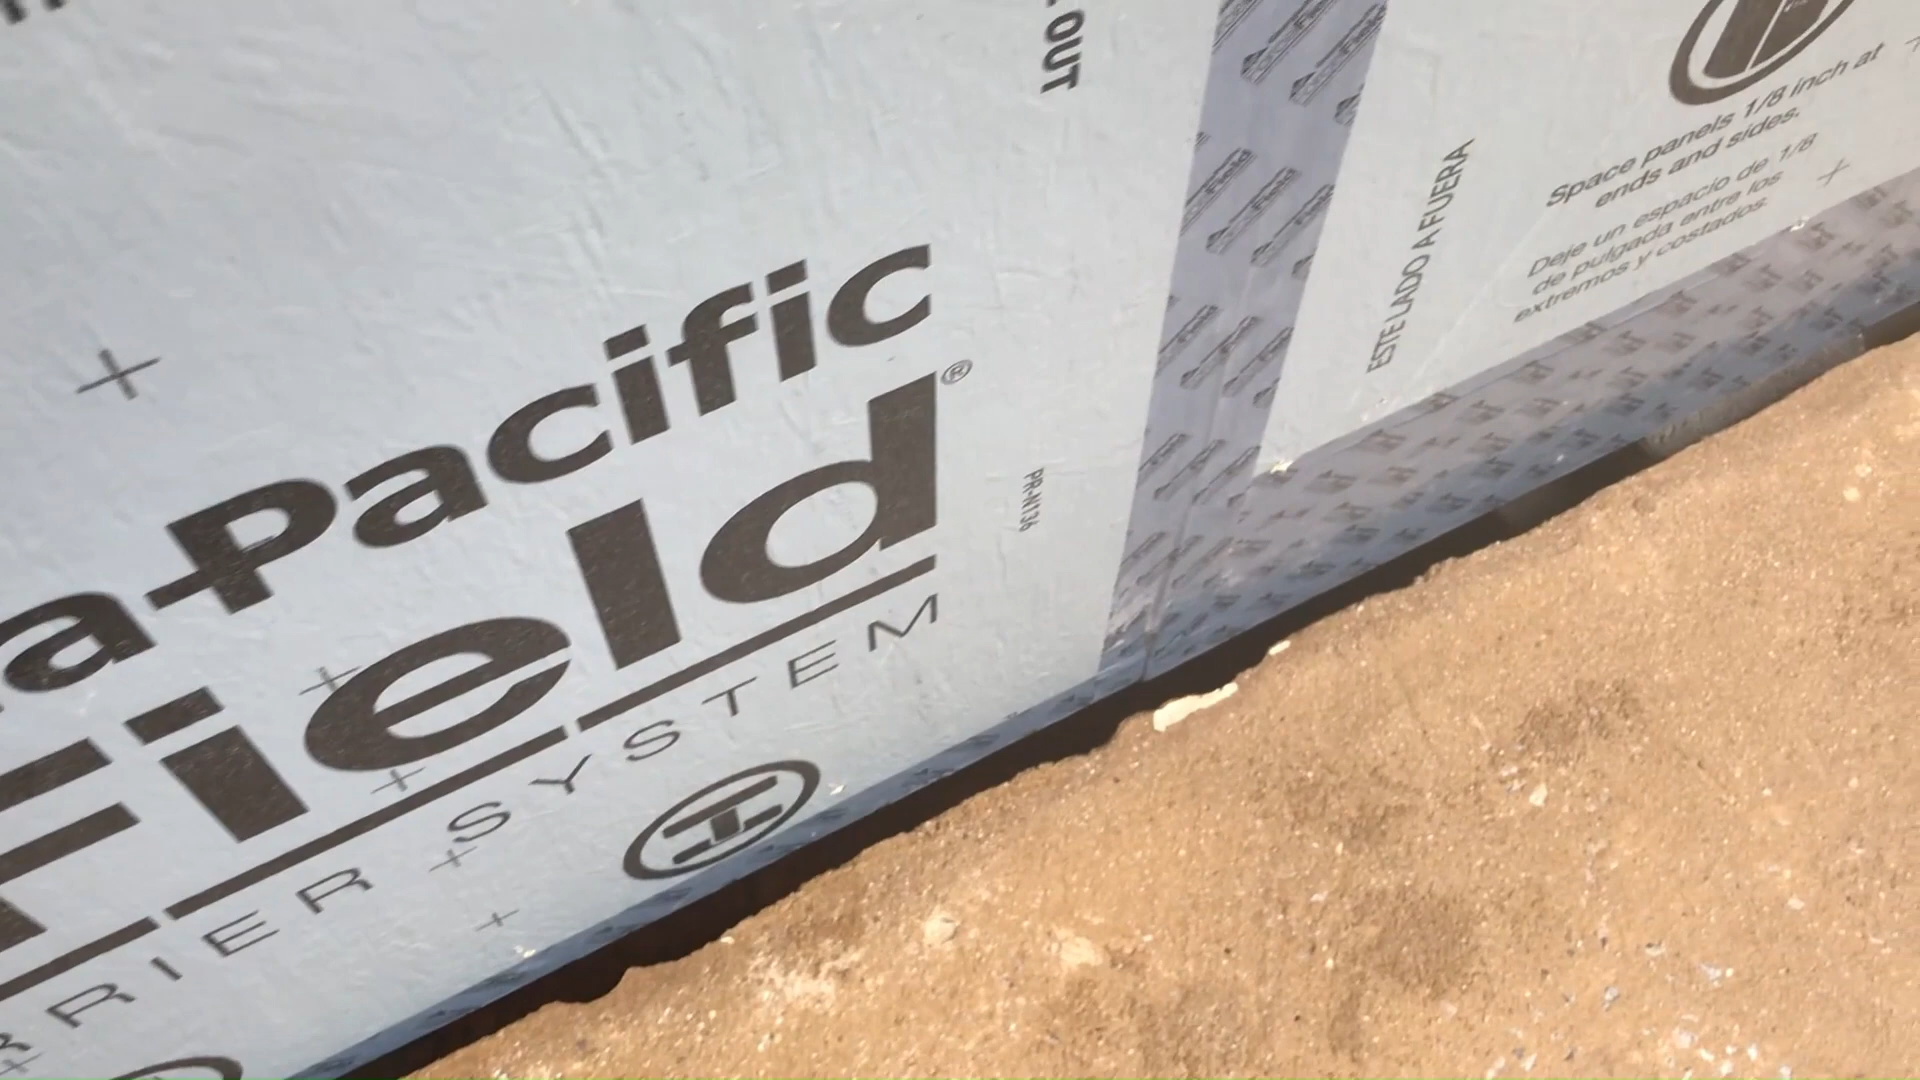 a-Pacific
Field®
RRIER SYSTEM
PR-N136
OUT
ESTE LADO A FUERA
Space panels 1/8 inch at
ends and sides.
Deje un espacio de 1/8
de pulgada entre los
extremos y costados.